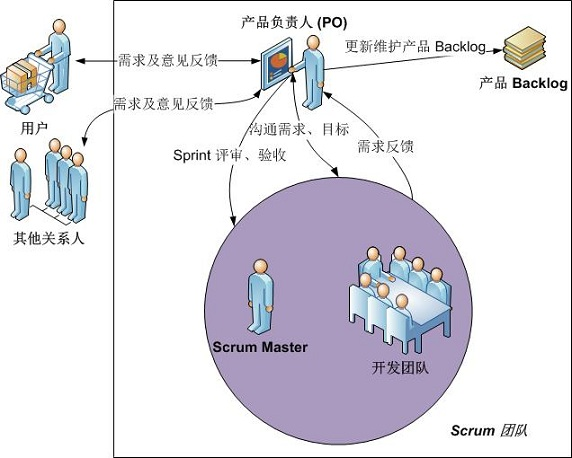 产品负责人 (PO)
需求及意见反馈
更新维护产品 Backlog
产品 Backlog
需求及意见反馈
用户
沟通需求、目标
需求反馈
Sprint 评审、验收
其他关系人
Scrum Master
开发团队
Scrum 团队